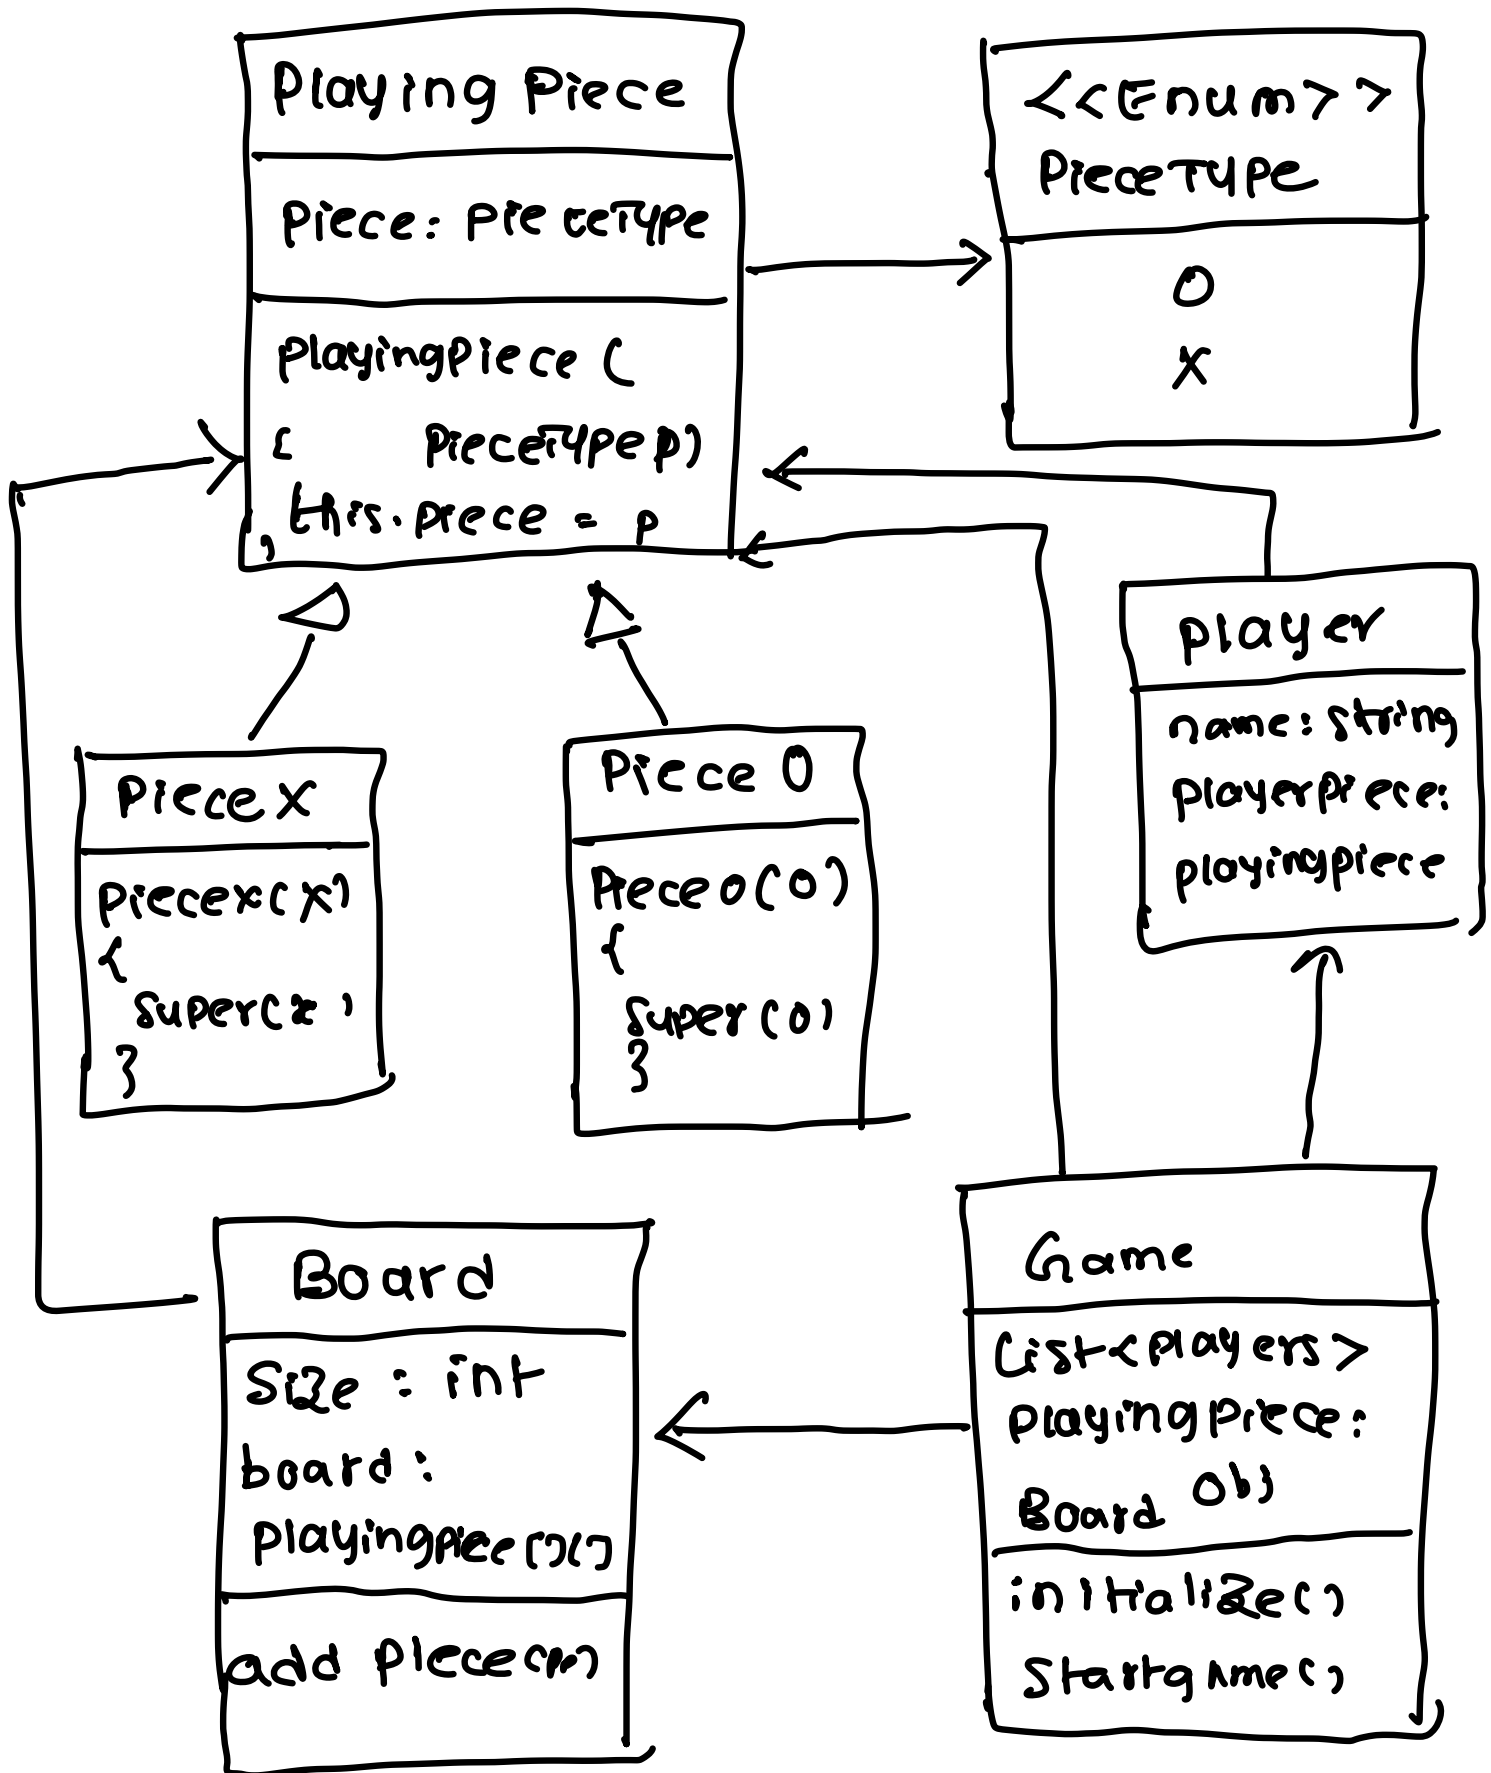 Playing Piece
Piece: PieceType
PlayingPiece (
{ PieceType p)
this.piece = p
}
<<Enum>>
PieceType
O
X
Player
name: string
playerpiece:
playingpiece
Piece X
PieceX(X)
{
super(x)
}
Piece O
PieceO(O)
{
super(O)
}
Board
Size : int
board:
Playingpiece[][]
add Piece()
Game
List<players>
PlayingPiece:
Board Obj
initialize()
Startgame()